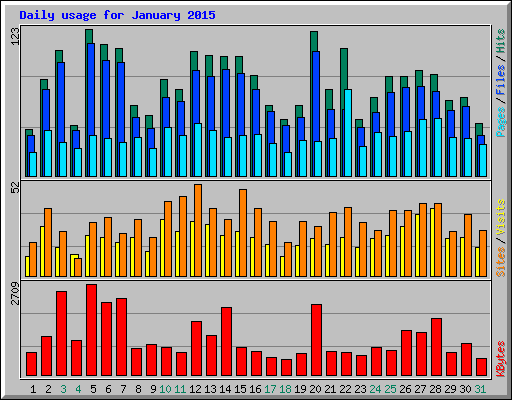 Daily usage for January 2015
123
Pages/Files/Hits
52
Sites/Visits
2709
KBytes
1 2 3 4 5 6 7 8 9 10 11 12 13 14 15 16 17 18 19 20 21 22 23 24 25 26 27 28 29 30 31